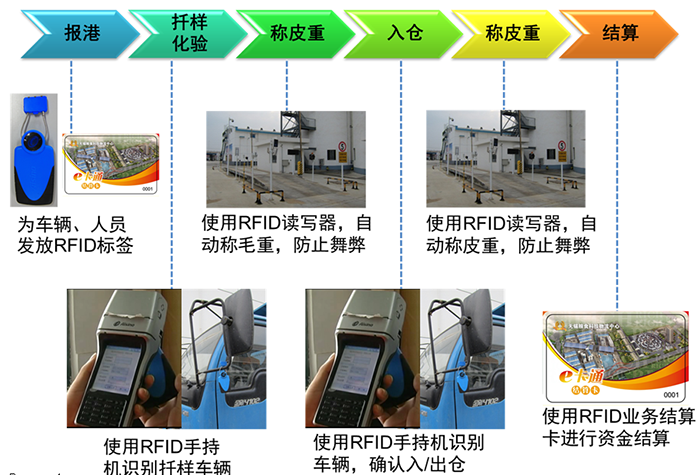 报港
扦样
化验
称皮重
入仓
称皮重
结算
e卡通
结算卡
0001
为车辆、人员
发放RFID标签
使用RFID读写器，自
动称毛重，防止舞弊
使用RFID读写器，自
动称皮重，防止舞弊
使用RFID手持
机识别扦样车辆
使用RFID手持机识别
车辆，确认入/出仓
e卡通
结算卡
0001
使用RFID业务结算
卡进行资金结算